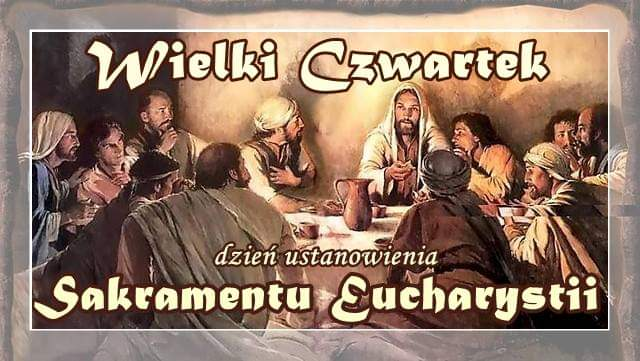 Wielki Czwartek
dzień ustanowienia
Sakramentu Eucharystii